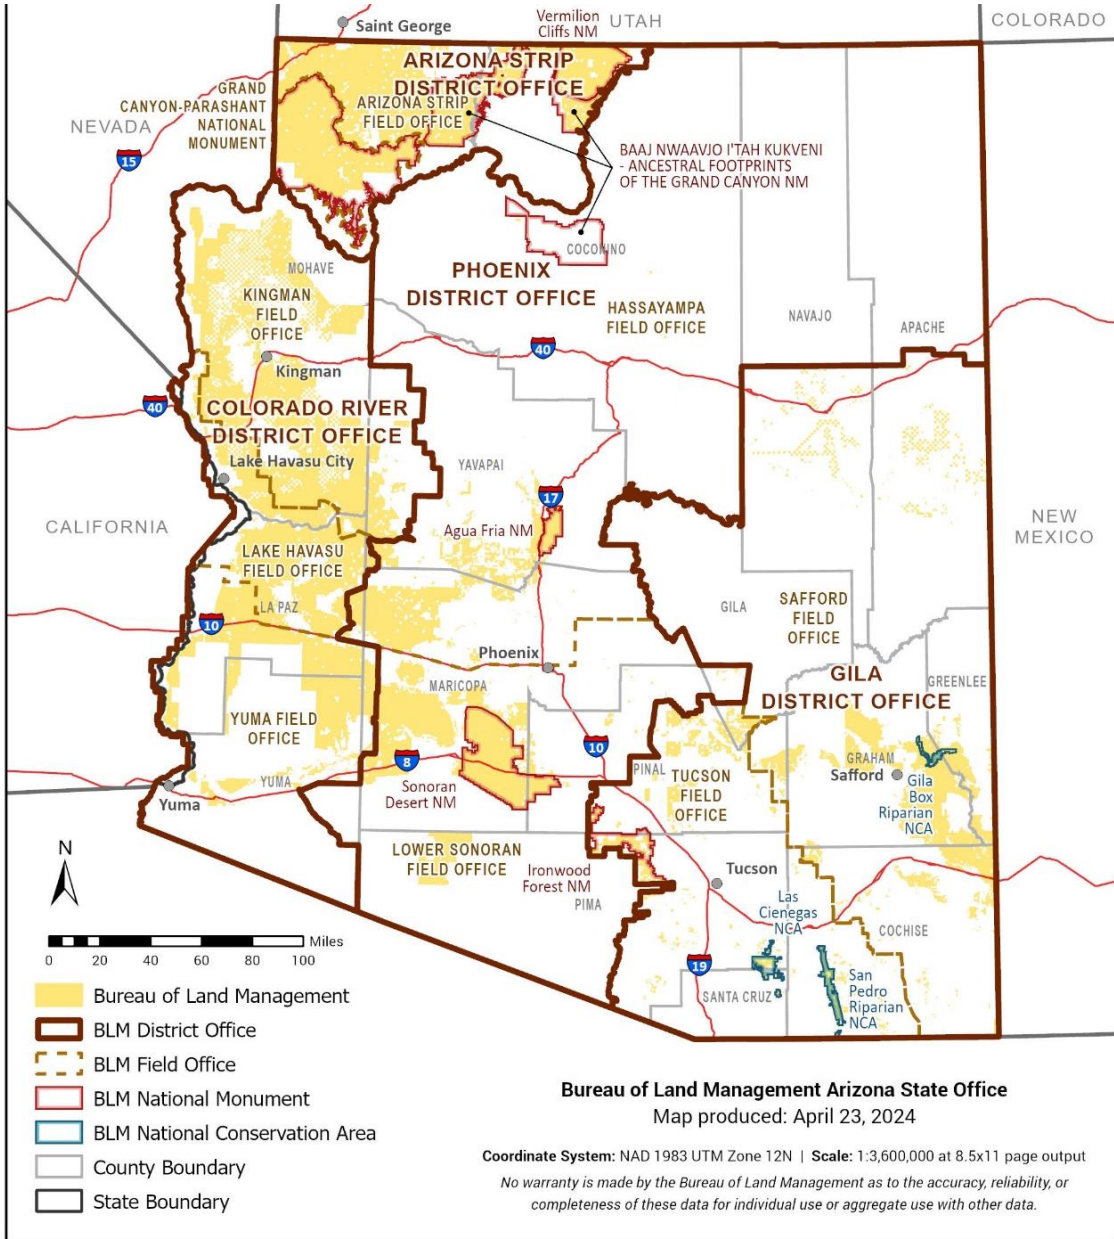 Saint George
Vermilion
Cliffs NM
UTAH
COLORADO
ARIZONA STRIP
DISTRICT OFFICE
GRAND
CANYON-PARASHANT
NATIONAL
MONUMENT
ARIZONA STRIP
FIELD OFFICE
NEVADA
15
BAAJ NWAAVJO I'TAH KUKVENI
- ANCESTRAL FOOTPRINTS
OF THE GRAND CANYON NM
COCONINO
MOHAVE
PHOENIX
DISTRICT OFFICE
KINGMAN
FIELD
OFFICE
HASSAYAMPA
FIELD OFFICE
NAVAJO
APACHE
40
Kingman
40
COLORADO RIVER
DISTRICT OFFICE
Lake Havasu City
YAVAPAI
17
CALIFORNIA
NEW
MEXICO
Agua Fria NM
LAKE HAVASU
FIELD OFFICE
LA PAZ
10
GILA
SAFFORD
FIELD
OFFICE
Phoenix
MARICOPA
GILA
DISTRICT OFFICE
GREENLEE
YUMA FIELD
OFFICE
8
10
PINAL
GRAHAM
Safford
YUMA
Yuma
Sonoran
Desert NM
TUCSON
FIELD
OFFICE
Gila
Box
Riparian
NCA
N
LOWER SONORAN
FIELD OFFICE
Ironwood
Forest NM
Tucson
PIMA
Las
Cienegas
NCA
COCHISE
19
SANTA CRUZ
San
Pedro
Riparian
NCA
Miles
0 20 40 60 80 100
Bureau of Land Management
BLM District Office
BLM Field Office
BLM National Monument
BLM National Conservation Area
County Boundary
State Boundary
Bureau of Land Management Arizona State Office
Map produced: April 23, 2024
Coordinate System: NAD 1983 UTM Zone 12N | Scale: 1:3,600,000 at 8.5x11 page output
No warranty is made by the Bureau of Land Management as to the accuracy, reliability, or
completeness of these data for individual use or aggregate use with other data.